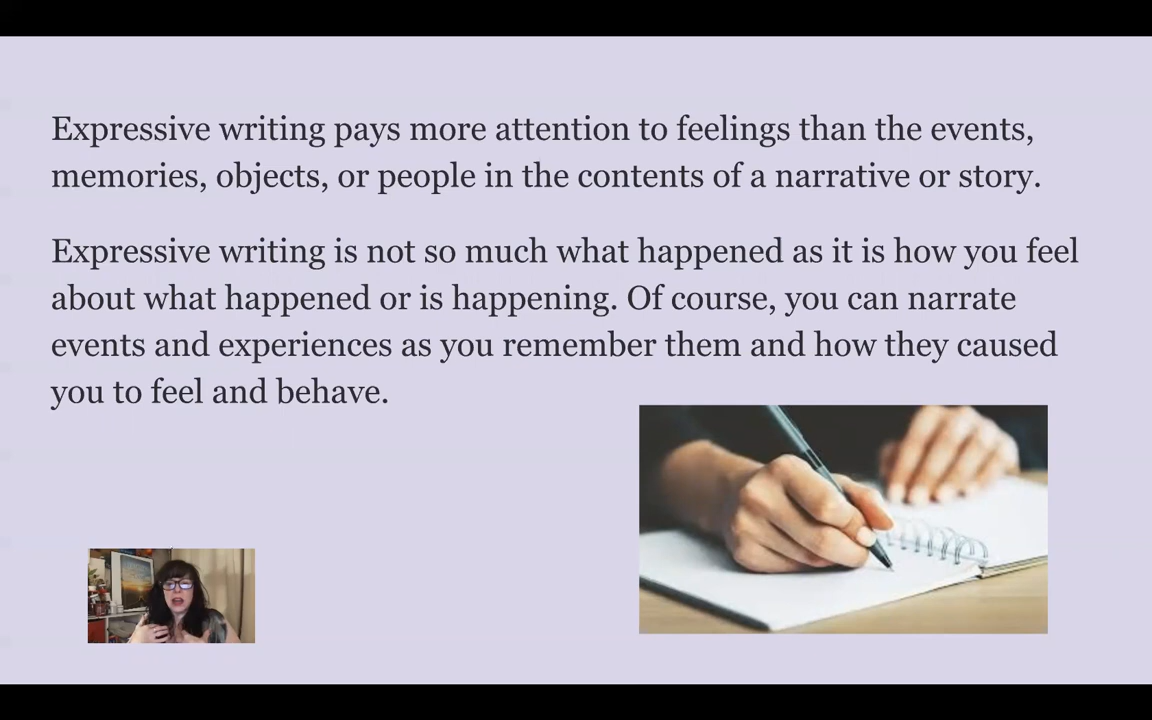 Expressive writing pays more attention to feelings than the events,
memories, objects, or people in the contents of a narrative or story.
Expressive writing is not so much what happened as it is how you feel
about what happened or is happening. Of course, you can narrate
events and experiences as you remember them and how they caused
you to feel and behave.